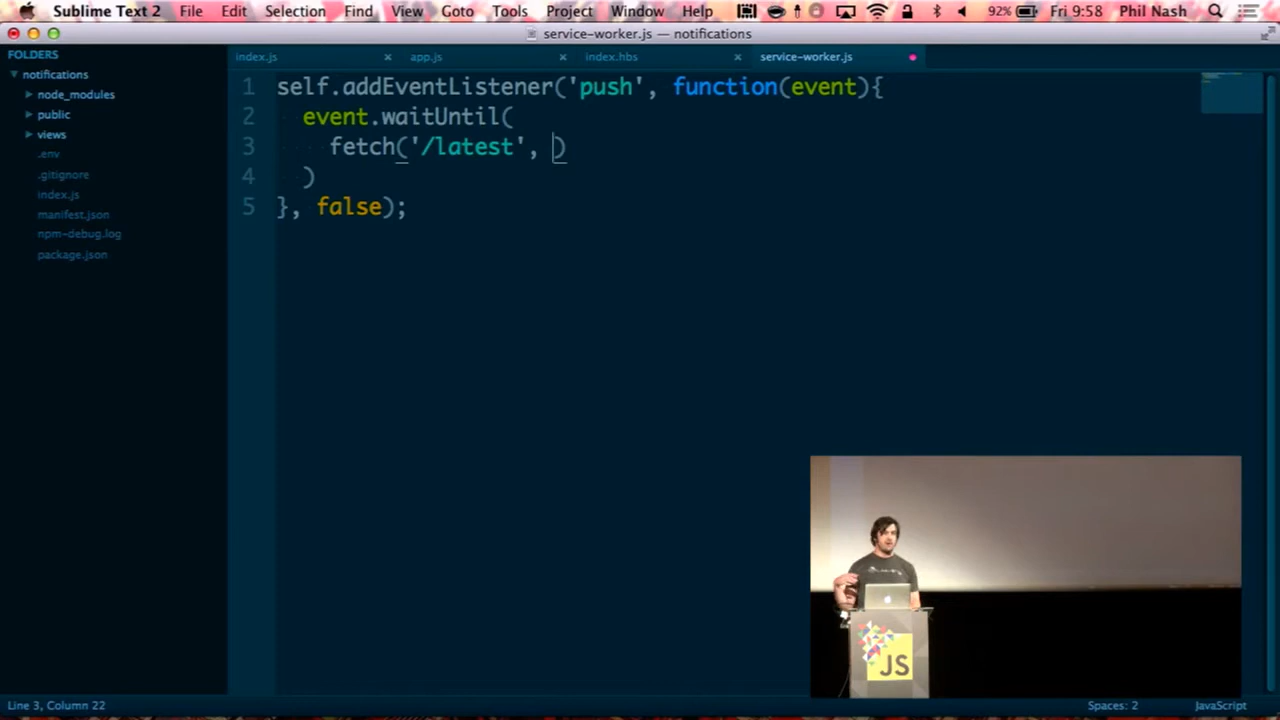 Sublime Text 2 File Edit Selection Find View Goto Tools Project Window Help 92% Fri 9:58 Phil Nash
service-worker.js — notifications
FOLDERS
notifications
node_modules
public
views
.env
.gitignore
index.js
manifest.json
npm-debug.log
package.json
index.js app.js index.hbs service-worker.js
1 self.addEventListener('push', function(event){
2 event.waitUntil(
3 fetch('/latest', )
4 )
5 }, false);
JS
Line 3, Column 22 Spaces: 2 JavaScript